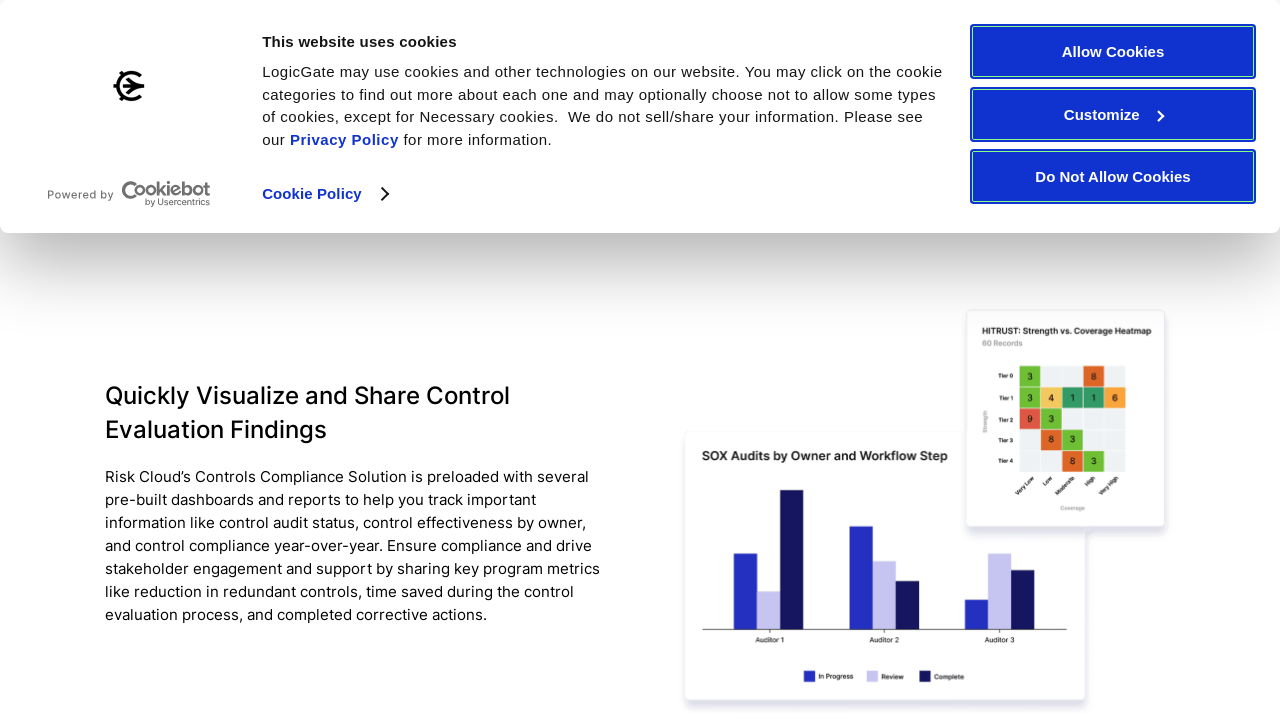 This website uses cookies
LogicGate may use cookies and other technologies on our website. You may click on the cookie
categories to find out more about each one and may optionally choose not to allow some types
of cookies, except for Necessary cookies.  We do not sell/share your information. Please see
our Privacy Policy for more information.
Cookie Policy
Powered by Cookiebot
by Usercentrics
Allow Cookies
Customize
Do Not Allow Cookies
Quickly Visualize and Share Control
Evaluation Findings
Risk Cloud’s Controls Compliance Solution is preloaded with several
pre-built dashboards and reports to help you track important
information like control audit status, control effectiveness by owner,
and control compliance year-over-year. Ensure compliance and drive
stakeholder engagement and support by sharing key program metrics
like reduction in redundant controls, time saved during the control
evaluation process, and completed corrective actions.
HITRUST: Strength vs. Coverage Heatmap
60 Records
Strength
Tier 0 3 8
Tier 1 3 4 1 1 6
Tier 2 9 3
Tier 3 8 3
Tier 4 8 3
Very Low Low Moderate High Very High
Coverage
SOX Audits by Owner and Workflow Step
Auditor 1 Auditor 2 Auditor 3
In Progress Review Complete